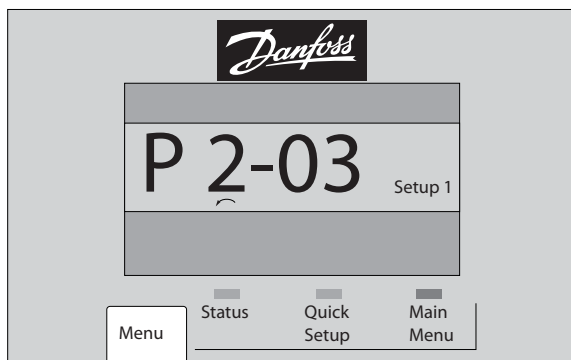 Danfoss
P 2-03
Setup 1
Status
Quick
Setup
Main
Menu
Menu